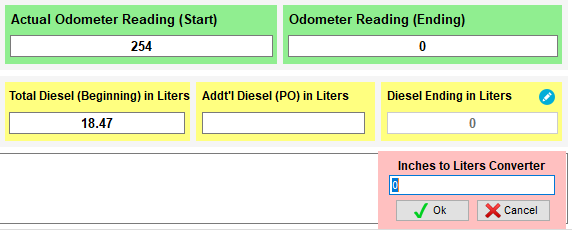 Actual Odometer Reading (Start)
Odometer Reading (Ending)
254
0
Total Diesel (Beginning) in Liters
Addt'l Diesel (PO) in Liters
Diesel Ending in Liters
18.47
0
Inches to Liters Converter
0
Ok
Cancel